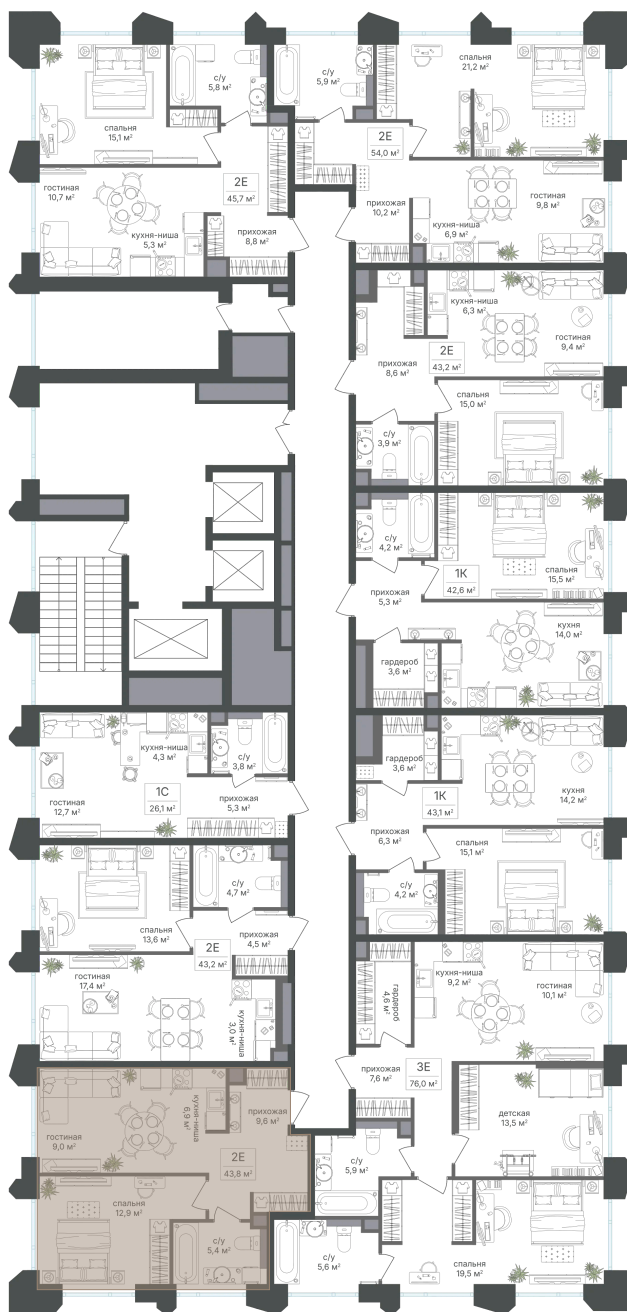 с/у
5,8 м²
с/у
5,9 м²
спальня
21,2 м²
спальня
15,1 м²
2Е
54,0 м²
гостиная
10,7 м²
2Е
45,7 м²
кухня-ниша
5,3 м²
прихожая
8,8 м²
прихожая
10,2 м²
кухня-ниша
6,9 м²
гостиная
9,8 м²
кухня-ниша
6,3 м²
гостиная
9,4 м²
прихожая
8,6 м²
2Е
43,2 м²
спальня
15,0 м²
с/у
3,9 м²
с/у
4,2 м²
спальня
15,5 м²
1К
42,6 м²
прихожая
5,3 м²
кухня
14,0 м²
гардероб
3,6 м²
кухня-ниша
4,3 м²
с/у
3,8 м²
гостиная
12,7 м²
1С
26,1 м²
прихожая
5,3 м²
гардероб
3,6 м²
кухня
14,2 м²
1К
43,1 м²
прихожая
6,3 м²
спальня
15,1 м²
с/у
4,2 м²
с/у
4,7 м²
спальня
13,6 м²
прихожая
4,5 м²
2Е
43,2 м²
гостиная
17,4 м²
кухня-ниша
3,0 м²
гардероб
4,6 м²
кухня-ниша
9,2 м²
гостиная
10,1 м²
прихожая
7,6 м²
3Е
76,0 м²
детская
13,5 м²
кухня-ниша
6,9 м²
прихожая
9,6 м²
гостиная
9,0 м²
2Е
43,8 м²
спальня
12,9 м²
с/у
5,4 м²
с/у
5,9 м²
с/у
5,6 м²
спальня
19,5 м²